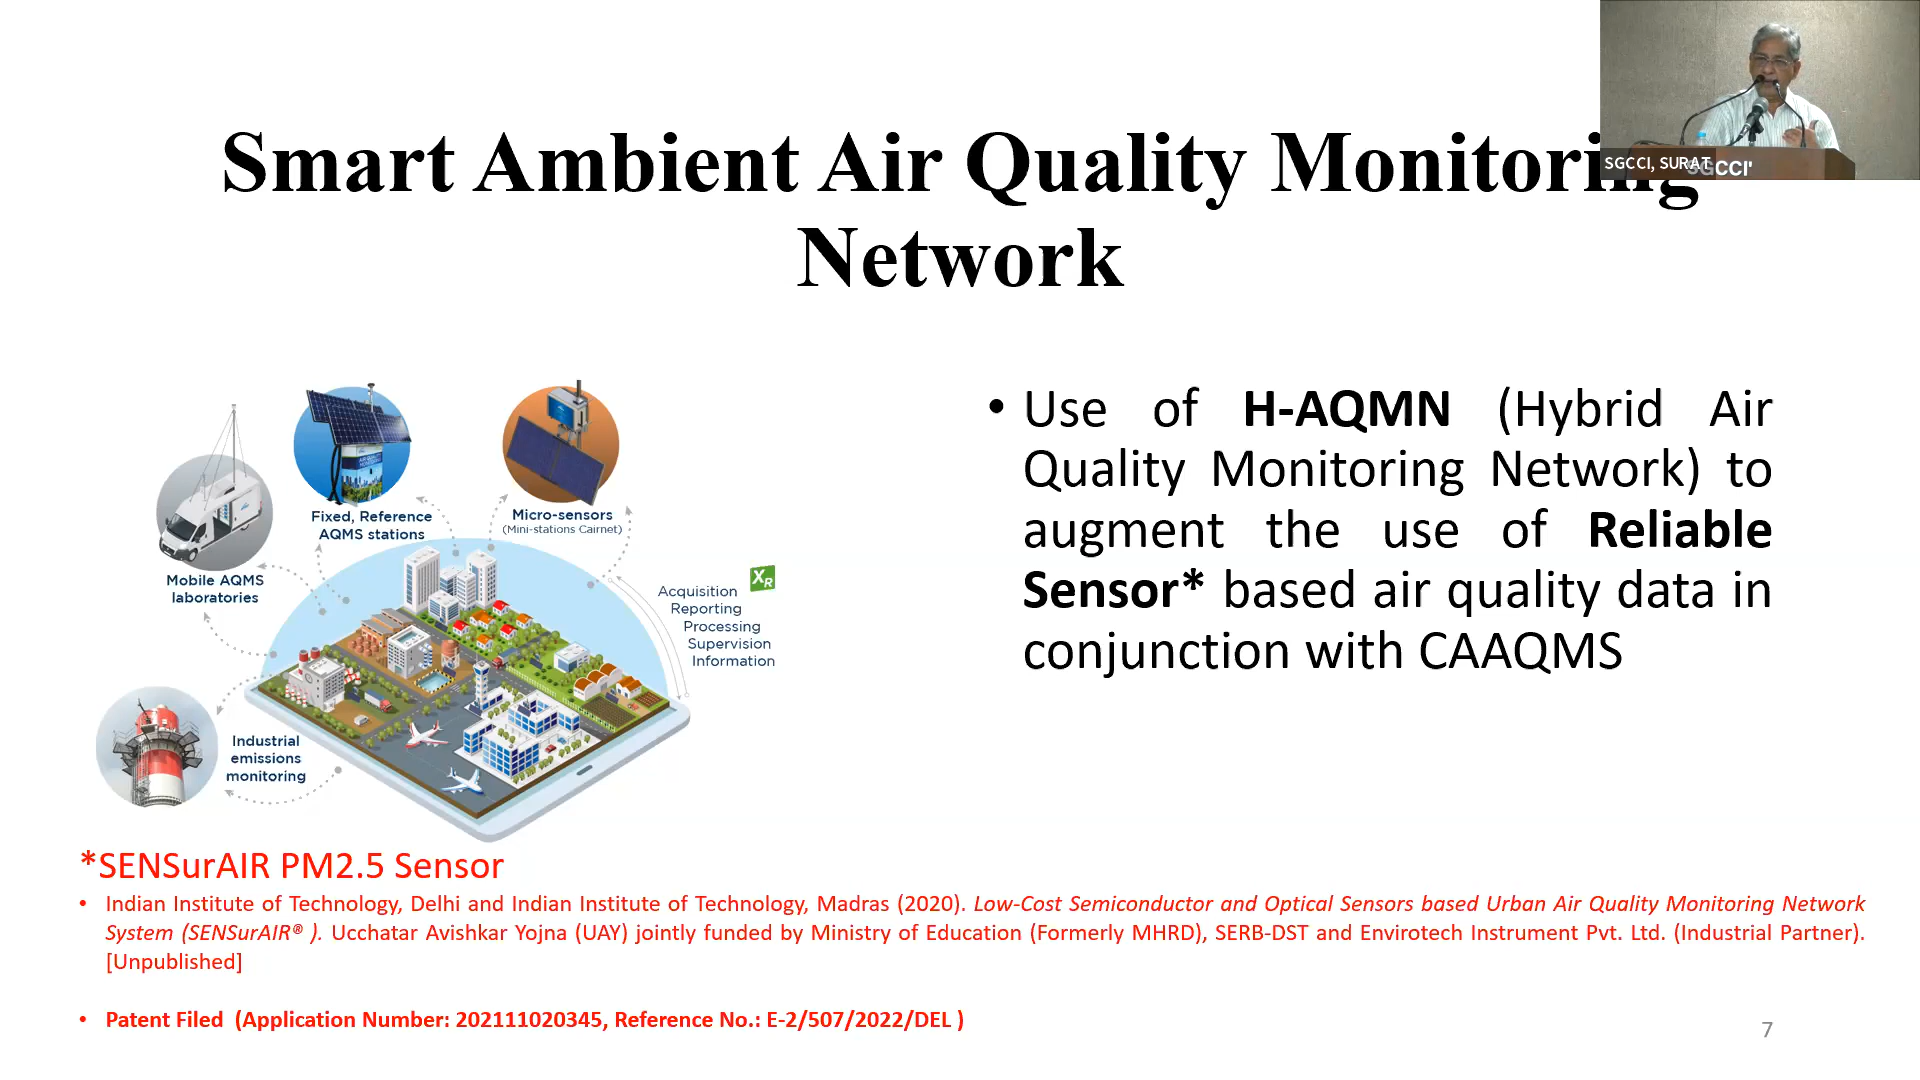 Smart Ambient Air Quality Monitoring
Network
SGCCI, SURAT
SGCCI'
Fixed, Reference
AQMS stations
Micro-sensors
(Mini-stations Cairnet)
Mobile AQMS
laboratories
Acquisition
Reporting
Processing
Supervision
Information
XR
Industrial
emissions
monitoring
• Use of H-AQMN (Hybrid Air
Quality Monitoring Network) to
augment the use of Reliable
Sensor* based air quality data in
conjunction with CAAQMS
*SENSurAIR PM2.5 Sensor
• Indian Institute of Technology, Delhi and Indian Institute of Technology, Madras (2020). Low-Cost Semiconductor and Optical Sensors based Urban Air Quality Monitoring Network
System (SENSurAIR® ). Ucchatar Avishkar Yojna (UAY) jointly funded by Ministry of Education (Formerly MHRD), SERB-DST and Envirotech Instrument Pvt. Ltd. (Industrial Partner).
[Unpublished]
• Patent Filed (Application Number: 202111020345, Reference No.: E-2/507/2022/DEL )
7